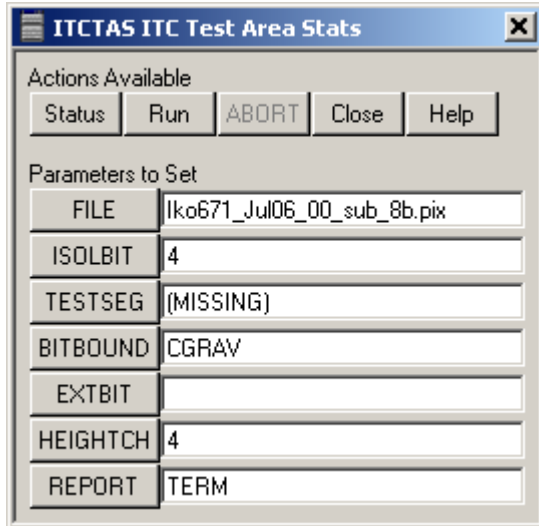 ITCTAS ITC Test Area Stats
Actions Available
Status Run ABORT Close Help
Parameters to Set
FILE Iko671_Jul06_00_sub_8b.pix
ISOLBIT 4
TESTSEG (MISSING)
BITBOUND CGRAV
EXTBIT
HEIGHTCH 4
REPORT TERM